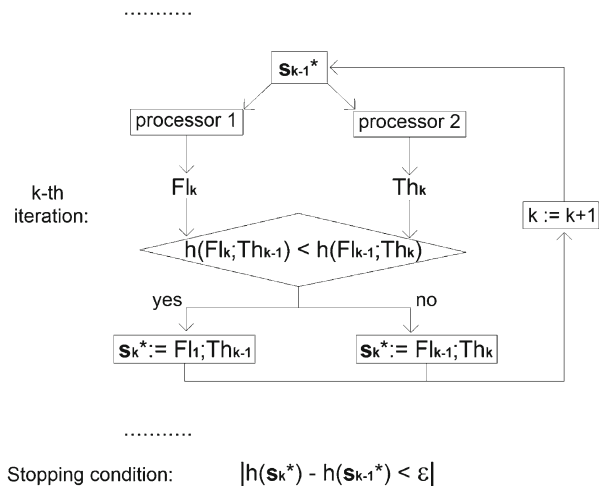 ............
sk-1*
processor 1
processor 2
Flk
Thk
k-th
iteration:
k := k+1
h(Flk;Thk-1) < h(Flk-1;Thk)
yes
no
sk*:= Fl1;Thk-1
sk*:= Flk-1;Thk
............
Stopping condition: |h(sk*) - h(sk-1*) < ε|